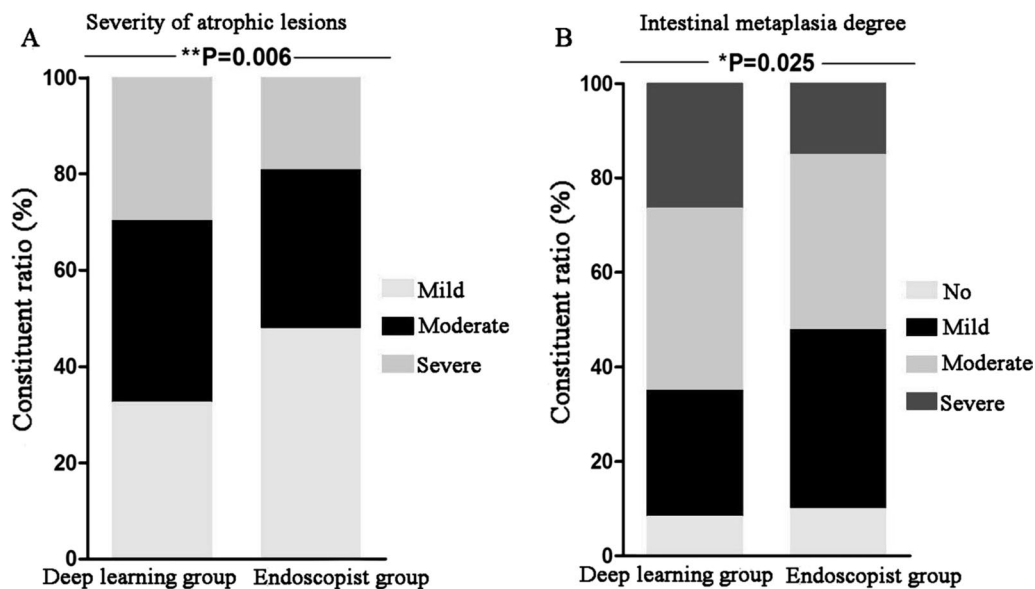 A
Severity of atrophic lesions
**P=0.006
Constituent ratio (%)
100
80
60
40
20
0
Mild
Moderate
Severe
Deep learning group
Endoscopist group
B
Intestinal metaplasia degree
*P=0.025
Constituent ratio (%)
100
80
60
40
20
0
No
Mild
Moderate
Severe
Deep learning group
Endoscopist group